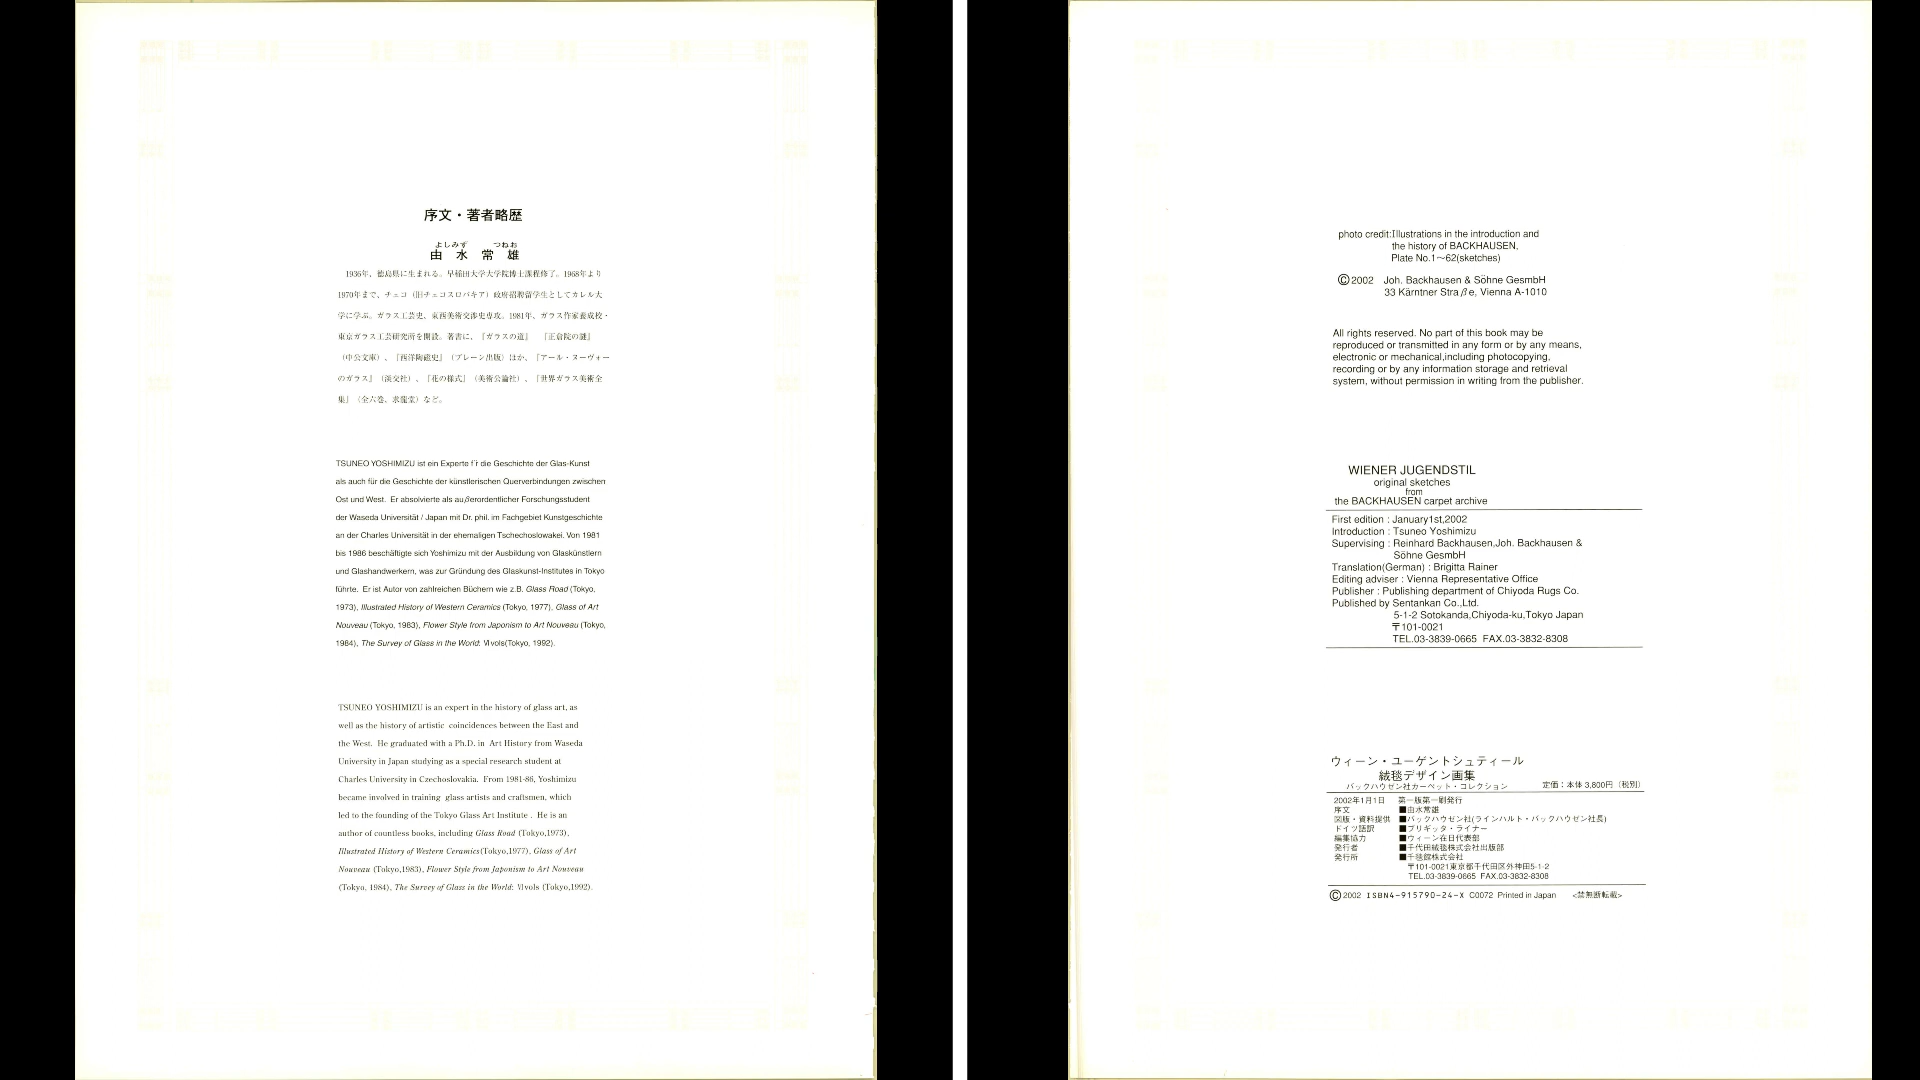 序文・著者略歴
よしみず つねお
由 水 常 雄
1936年、徳島県に生まれる。早稲田大学大学院博士課程修了。1968年より
1970年まで、チェコ（旧チェコスロバキア）政府招聘留学生としてカレル大
学に学ぶ。ガラス工芸史、東西美術交渉史専攻。1981年、ガラス作家養成校・
東京ガラス工芸研究所を開設。著書に、『ガラスの道』 『正倉院の謎』
（中公文庫）、『西洋陶磁史』（ブレーン出版）ほか、『アール・ヌーヴォー
のガラス』（淡交社）、『花の様式』（美術公論社）、『世界ガラス美術全
集』（全六巻、求龍堂）など。
TSUNEO YOSHIMIZU ist ein Experte f¨r die Geschichte der Glas-Kunst
als auch für die Geschichte der künstlerischen Querverbindungen zwischen
Ost und West. Er absolvierte als auβerordentlicher Forschungsstudent
der Waseda Universität / Japan mit Dr. phil. im Fachgebiet Kunstgeschichte
an der Charles Universität in der ehemaligen Tschechoslowakei. Von 1981
bis 1986 beschäftigte sich Yoshimizu mit der Ausbildung von Glaskünstlern
und Glashandwerkern, was zur Gründung des Glaskunst-Institutes in Tokyo
führte. Er ist Autor von zahlreichen Büchern wie z.B. Glass Road (Tokyo,
1973), Illustrated History of Western Ceramics (Tokyo, 1977), Glass of Art
Nouveau (Tokyo, 1983), Flower Style from Japonism to Art Nouveau (Tokyo,
1984), The Survey of Glass in the World: Ⅵvols(Tokyo, 1992).
TSUNEO YOSHIMIZU is an expert in the history of glass art, as
well as the history of artistic coincidences between the East and
the West. He graduated with a Ph.D. in Art History from Waseda
University in Japan studying as a special research student at
Charles University in Czechoslovakia. From 1981-86, Yoshimizu
became involved in training glass artists and craftsmen, which
led to the founding of the Tokyo Glass Art Institute . He is an
author of countless books, including Glass Road (Tokyo,1973),
Illustrated History of Western Ceramics(Tokyo,1977), Glass of Art
Nouveau (Tokyo,1983), Flower Style from Japonism to Art Nouveau
(Tokyo, 1984), The Survey of Glass in the World: Ⅵvols (Tokyo,1992).
photo credit:Illustrations in the introduction and
the history of BACKHAUSEN,
Plate No.1〜62(sketches)
©2002 Joh. Backhausen & Söhne GesmbH
33 Kärntner Straβe, Vienna A-1010
All rights reserved. No part of this book may be
reproduced or transmitted in any form or by any means,
electronic or mechanical,including photocopying,
recording or by any information storage and retrieval
system, without permission in writing from the publisher.
WIENER JUGENDSTIL
original sketches
from
the BACKHAUSEN carpet archive
First edition : January1st,2002
Introduction : Tsuneo Yoshimizu
Supervising : Reinhard Backhausen,Joh. Backhausen &
Söhne GesmbH
Translation(German) : Brigitta Rainer
Editing adviser : Vienna Representative Office
Publisher : Publishing department of Chiyoda Rugs Co.
Published by Sentankan Co.,Ltd.
5-1-2 Sotokanda,Chiyoda-ku,Tokyo Japan
〒101-0021
TEL.03-3839-0665 FAX.03-3832-8308
ウィーン・ユーゲントシュティール
絨毯デザイン画集
バックハウゼン社カーペット・コレクション 定価：本体 3,800円（税別）
2002年1月1日 第一版第一刷発行
序文 ■由水常雄
図版・資料提供 ■バックハウゼン社(ラインハルト・バックハウゼン社長)
ドイツ語訳 ■ブリギッタ・ライナー
編集協力 ■ウィーン在日代表部
発行者 ■千代田絨毯株式会社出版部
発行所 ■千毯館株式会社
〒101-0021東京都千代田区外神田5-1-2
TEL.03-3839-0665 FAX.03-3832-8308
©2002 ISBN4-915790-24-X C0072 Printed in Japan <禁無断転載>